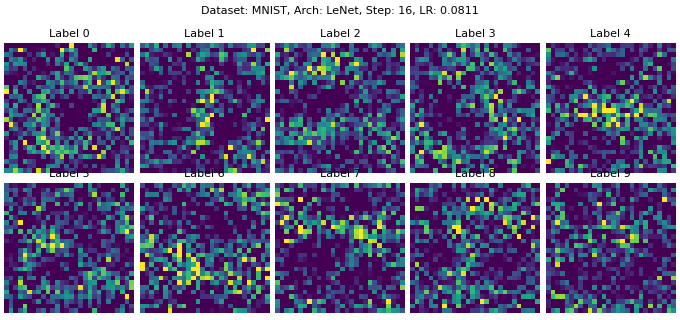 Dataset: MNIST, Arch: LeNet, Step: 16, LR: 0.0811
Label 0 Label 1 Label 2 Label 3 Label 4
Label 5 Label 6 Label 7 Label 8 Label 9